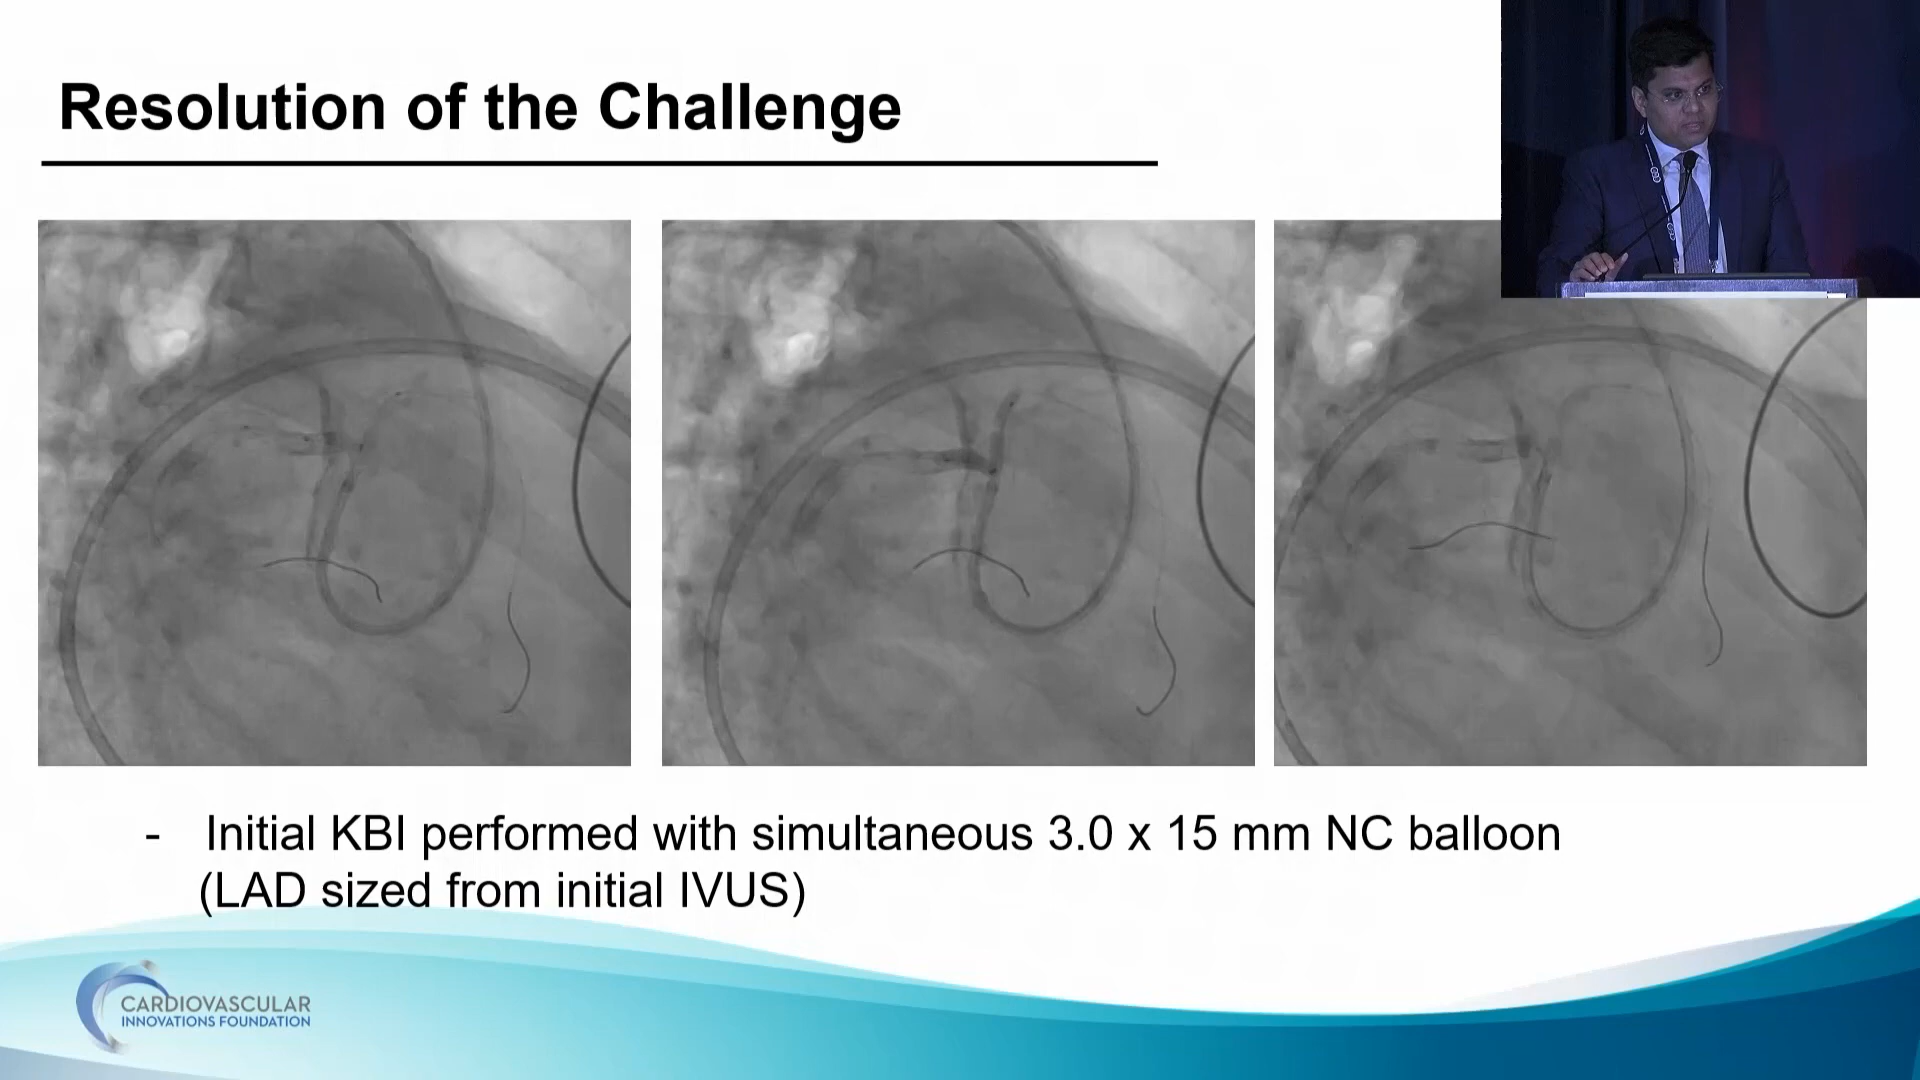 Resolution of the Challenge
- Initial KBI performed with simultaneous 3.0 x 15 mm NC balloon
(LAD sized from initial IVUS)
CARDIOVASCULAR
INNOVATIONS FOUNDATION